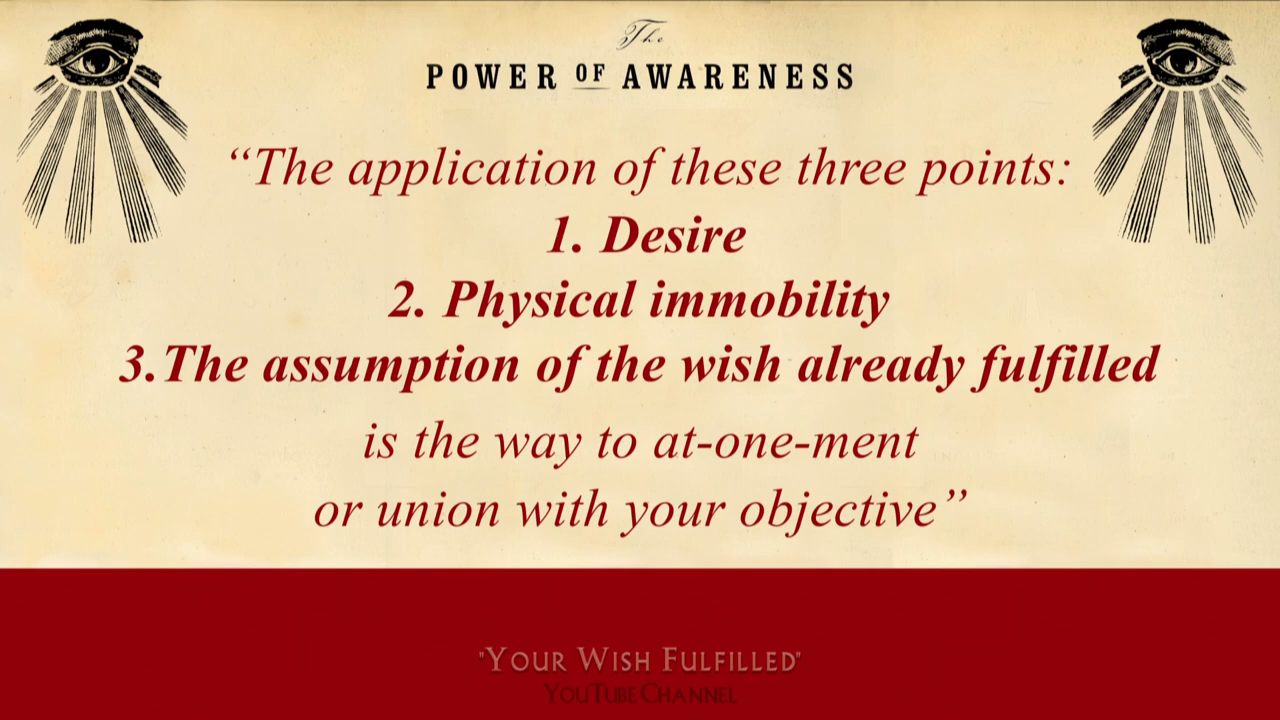 The
POWER OF AWARENESS
“The application of these three points:
1. Desire
2. Physical immobility
3.The assumption of the wish already fulfilled
is the way to at-one-ment
or union with your objective”
"YOUR WISH FULFILLED"
YOUTUBE CHANNEL